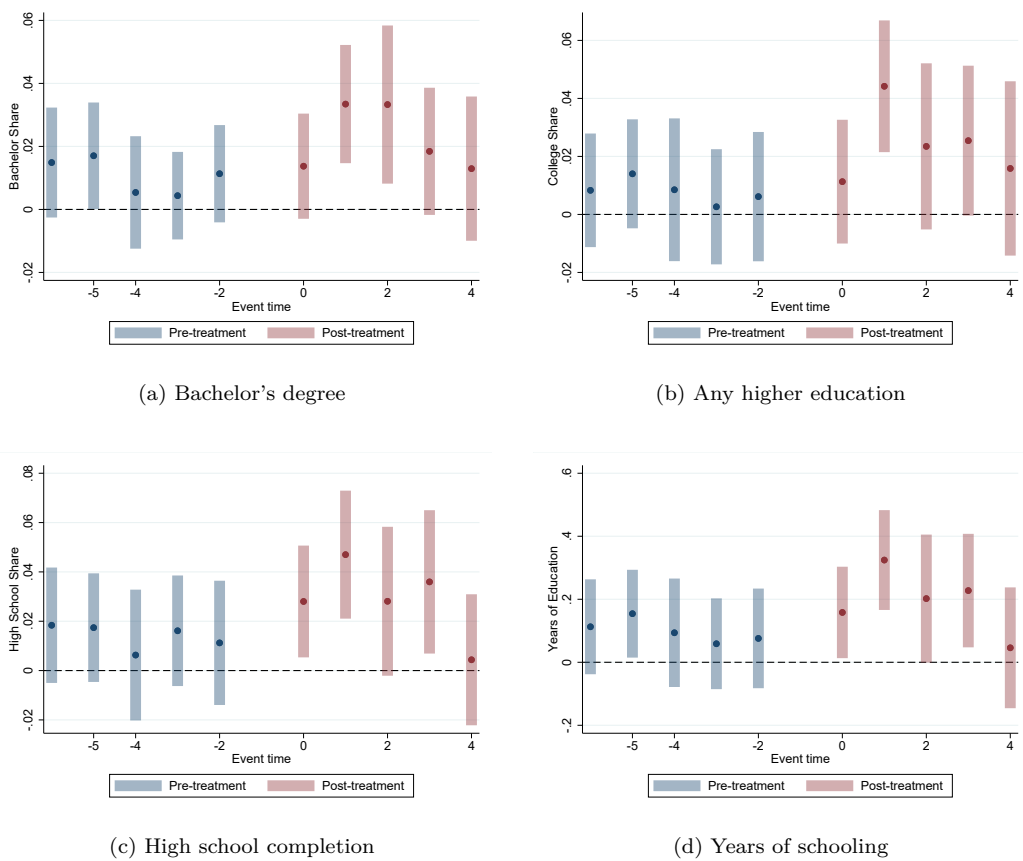 Bachelor Share
.06
.04
.02
0
-.02
-5 -4 -2 0 2 4
Event time
Pre-treatment Post-treatment
(a) Bachelor's degree
College Share
.06
.04
.02
0
-.02
-5 -4 -2 0 2 4
Event time
Pre-treatment Post-treatment
(b) Any higher education
High School Share
.08
.06
.04
.02
0
-.02
-5 -4 -2 0 2 4
Event time
Pre-treatment Post-treatment
(c) High school completion
Years of Education
.6
.4
.2
0
-.2
-5 -4 -2 0 2 4
Event time
Pre-treatment Post-treatment
(d) Years of schooling